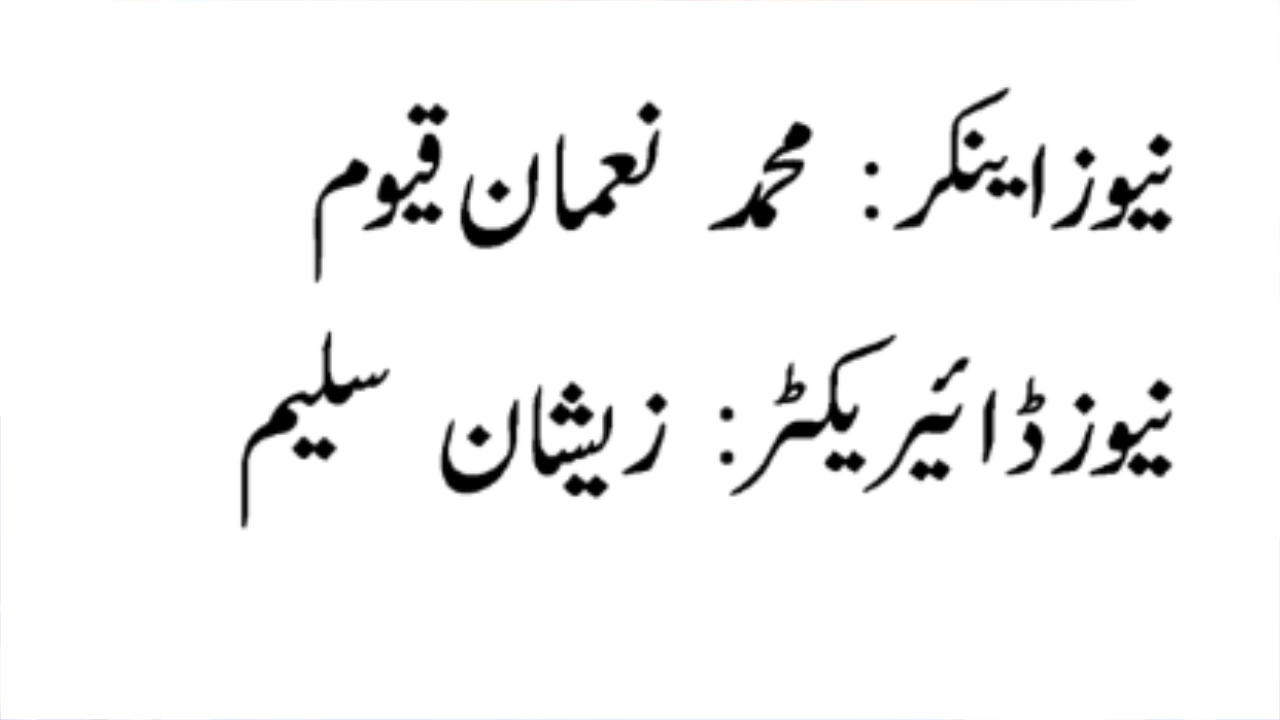 نیوز اینکر : محمد نعمان قیوم
نیوز ڈائیریکٹر : زیشان سلیم